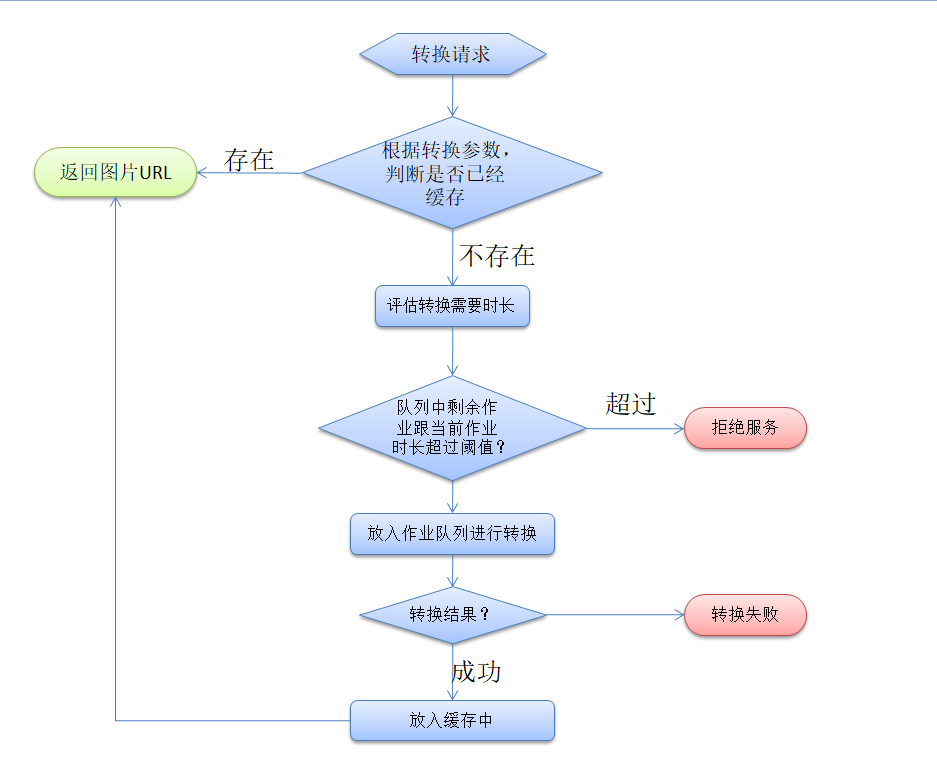 转换请求
根据转换参数，
判断是否已经
缓存
存在
返回图片URL
不存在
评估转换需要时长
队列中剩余作
业跟当前作业
时长超过阈值？
超过
拒绝服务
放入作业队列进行转换
转换结果？
转换失败
成功
放入缓存中